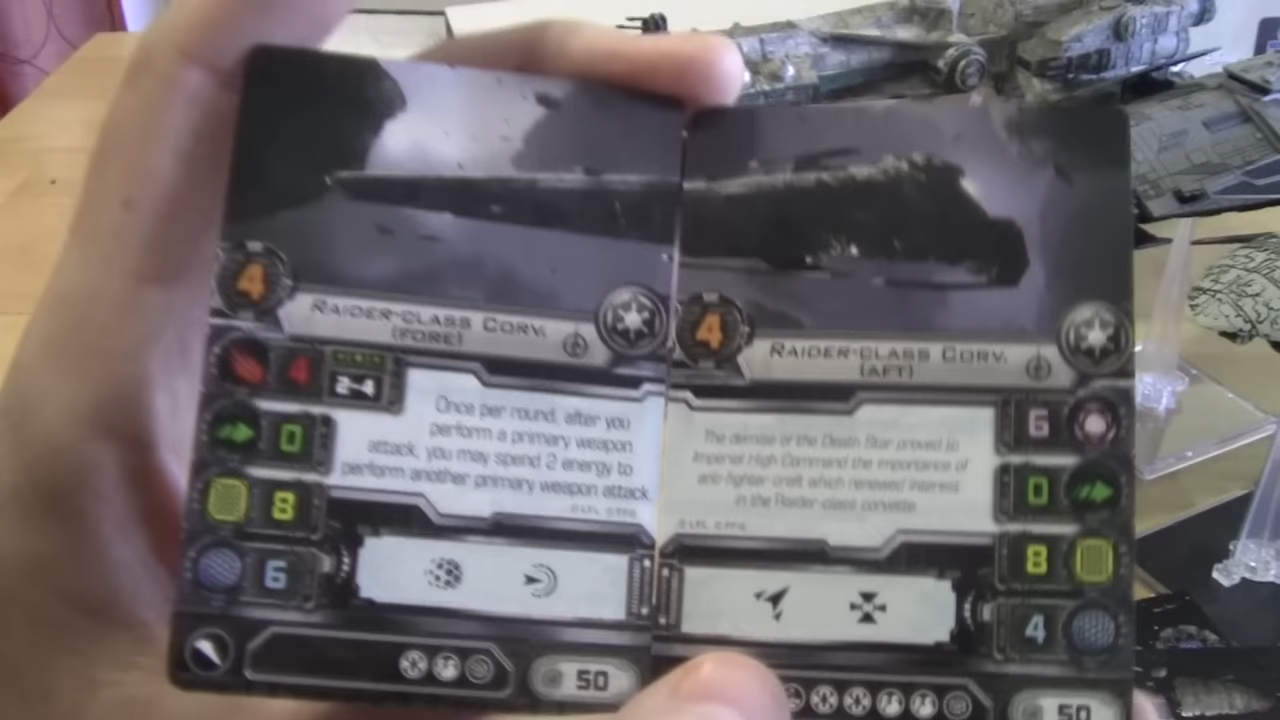 4
RAIDER-CLASS CORV.
(FORE)
4
2-4
Once per round, after you
perform a primary weapon
attack, you may spend 2 energy to
perform another primary weapon attack.
0
8
6
50
4
RAIDER-CLASS CORV.
(AFT)
The demise of the Death Star proved to
Imperial High Command the importance of
anti-fighter craft, which renewed interest
in the Raider-class corvette.
6
0
8
4
50